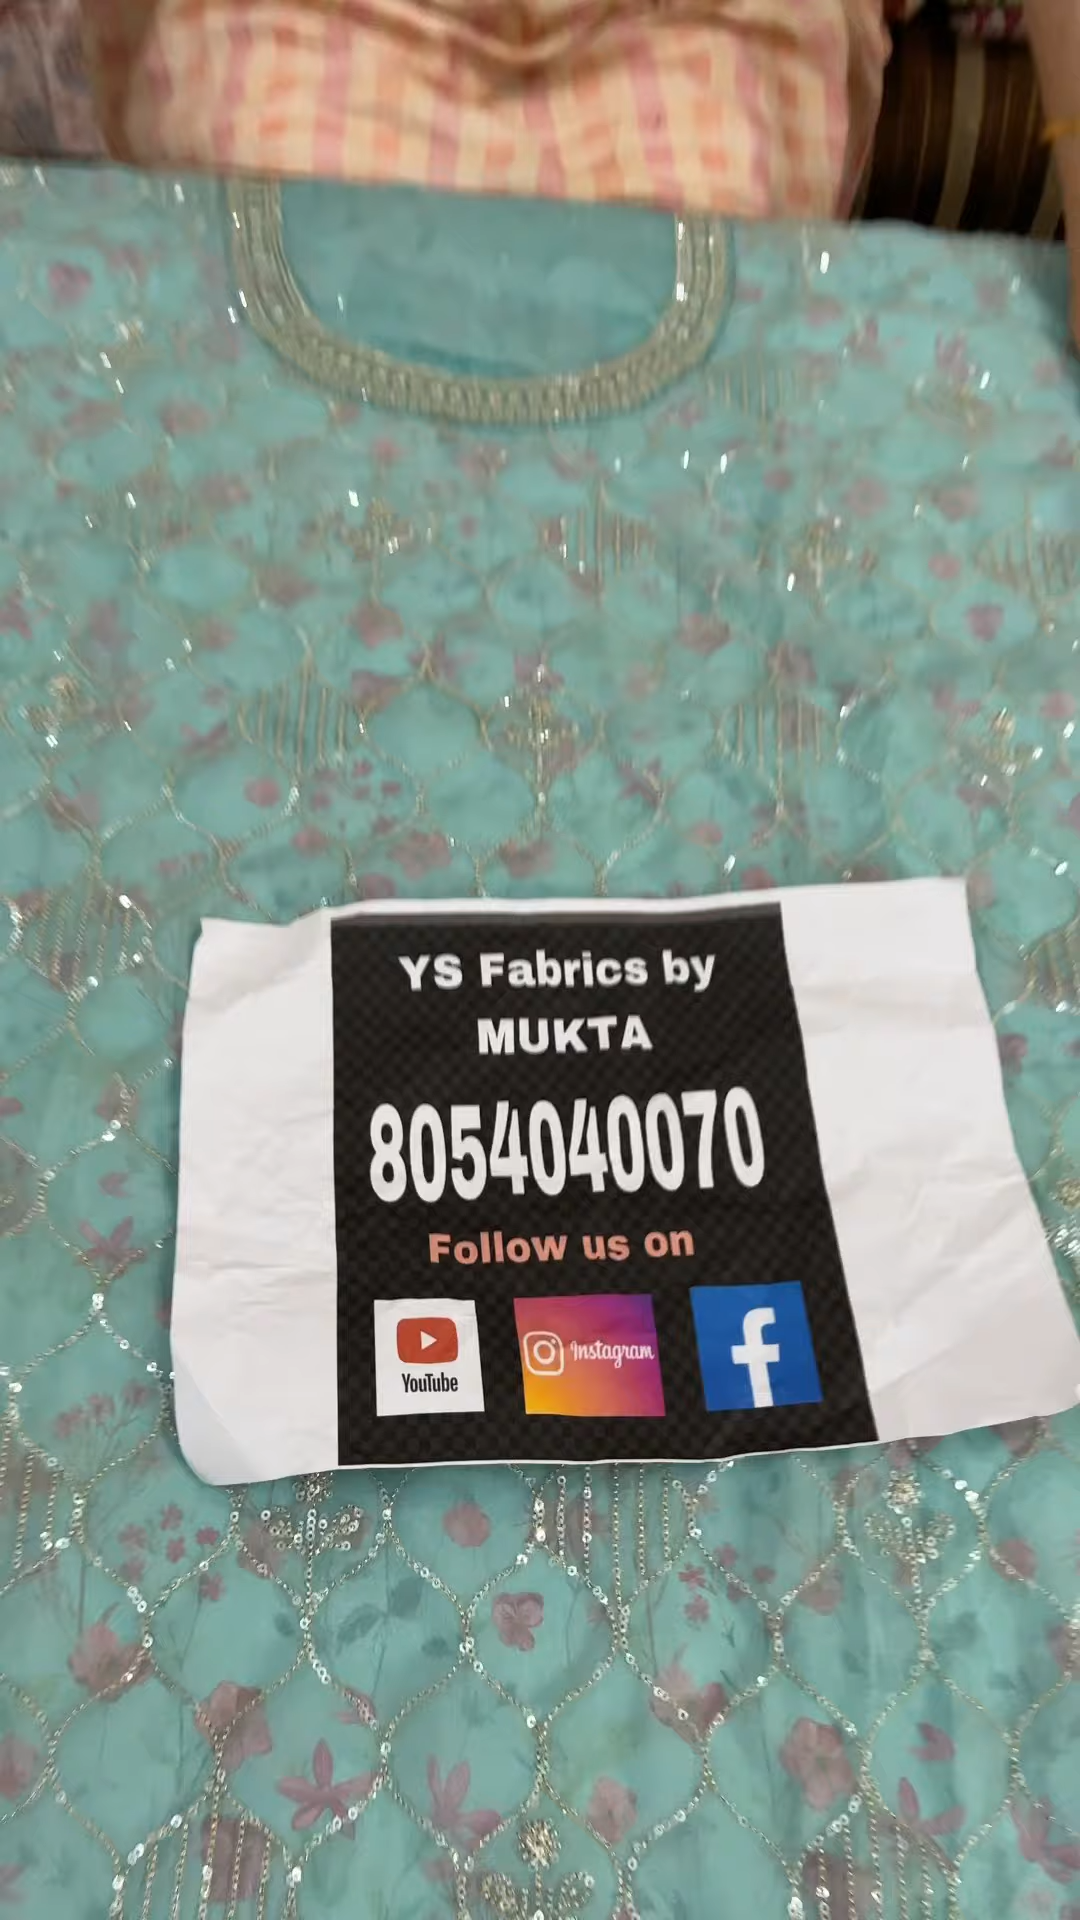 YS Fabrics by
MUKTA
8054040070
Follow us on
YouTube
Instagram
f